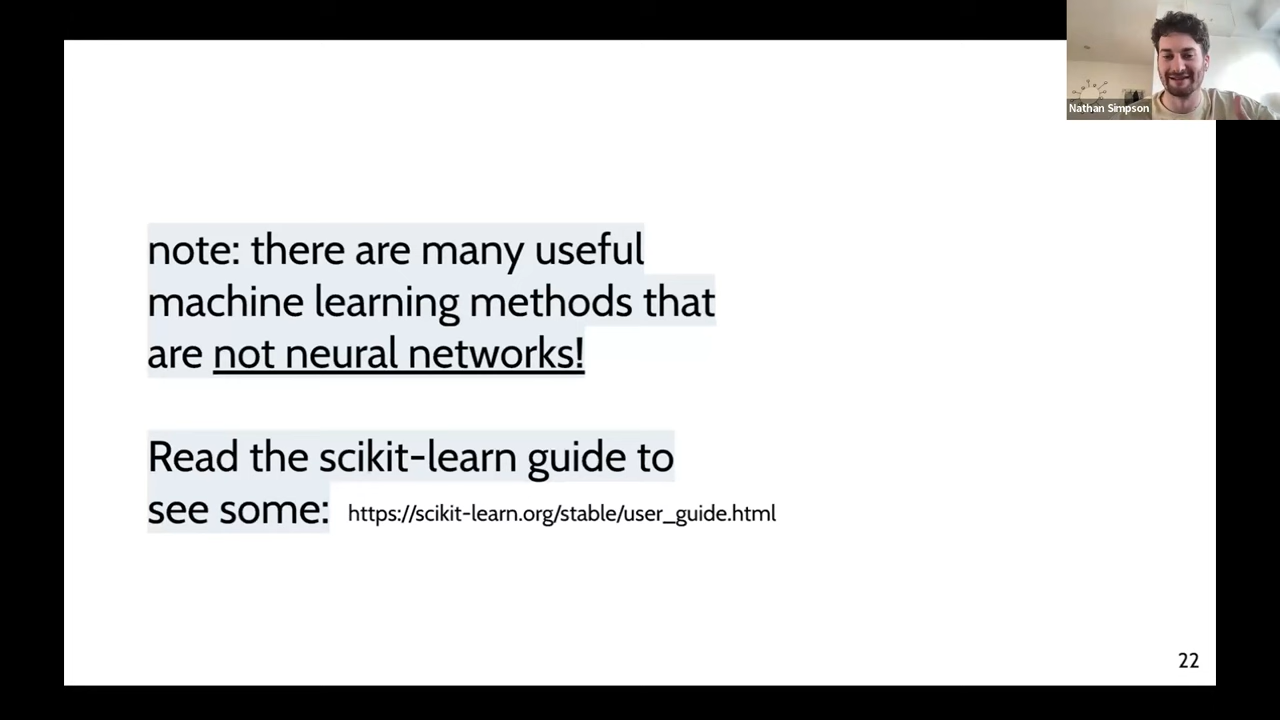 Nathan Simpson
note: there are many useful
machine learning methods that
are not neural networks!
Read the scikit-learn guide to
see some: https://scikit-learn.org/stable/user_guide.html
22